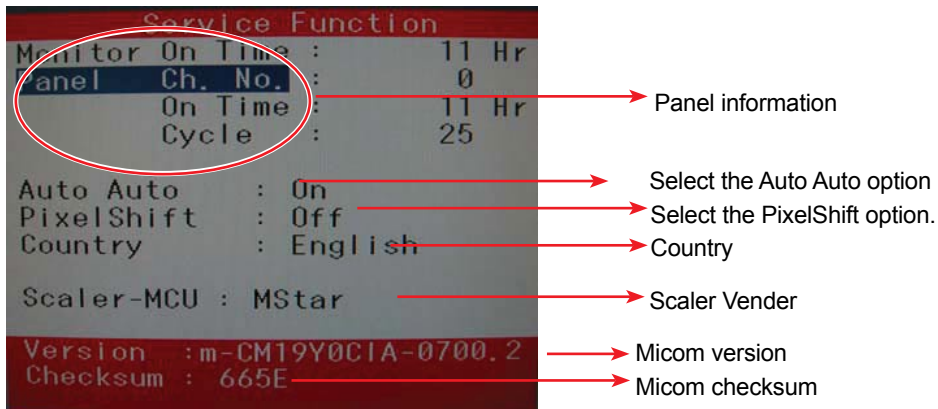 Service Function
Monitor On Time : 11 Hr
Panel Ch. No. : 0
On Time : 11 Hr
Cycle : 25
Panel information
Auto Auto : On
Select the Auto Auto option
PixelShift : Off
Select the PixelShift option.
Country : English
Country
Scaler-MCU : MStar
Scaler Vender
Version :m-CM19Y0CIA-0700.2
Micom version
Checksum : 665E
Micom checksum